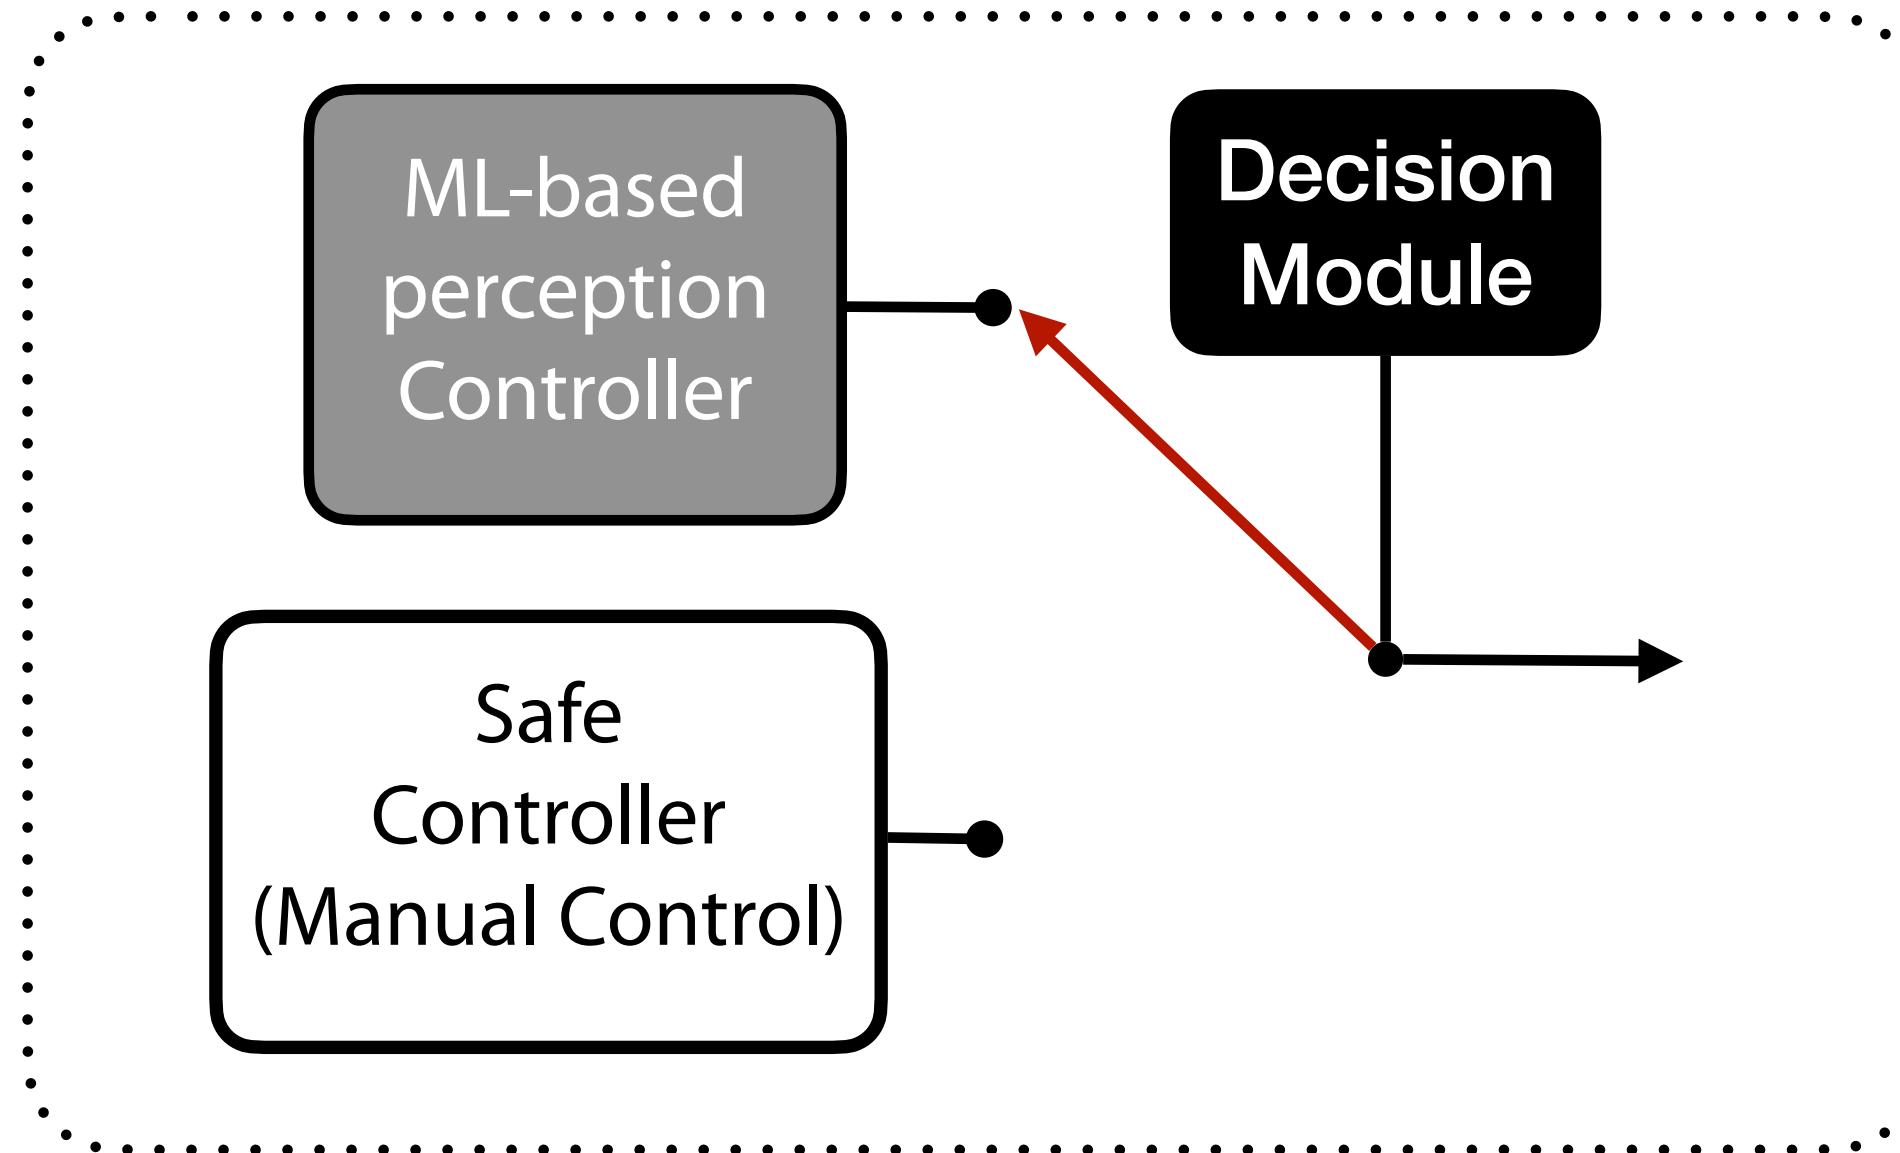 ML-based
perception
Controller
Decision
Module
Safe
Controller
(Manual Control)